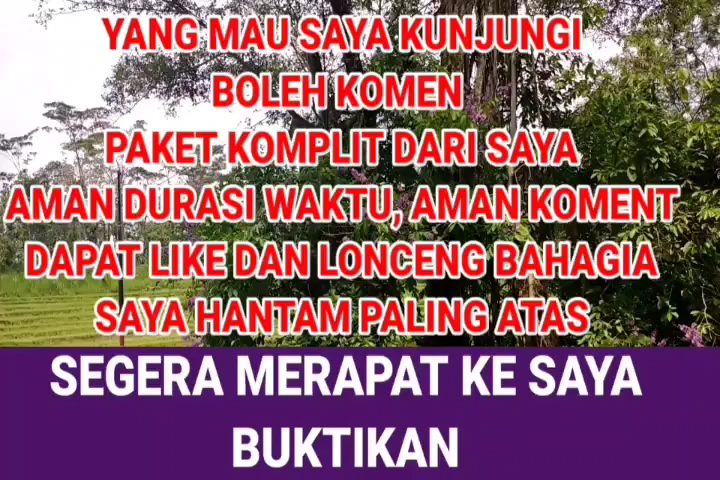 YANG MAU SAYA KUNJUNGI
BOLEH KOMEN
PAKET KOMPLIT DARI SAYA
AMAN DURASI WAKTU, AMAN KOMENT
DAPAT LIKE DAN LONCENG BAHAGIA
SAYA HANTAM PALING ATAS
SEGERA MERAPAT KE SAYA
BUKTIKAN